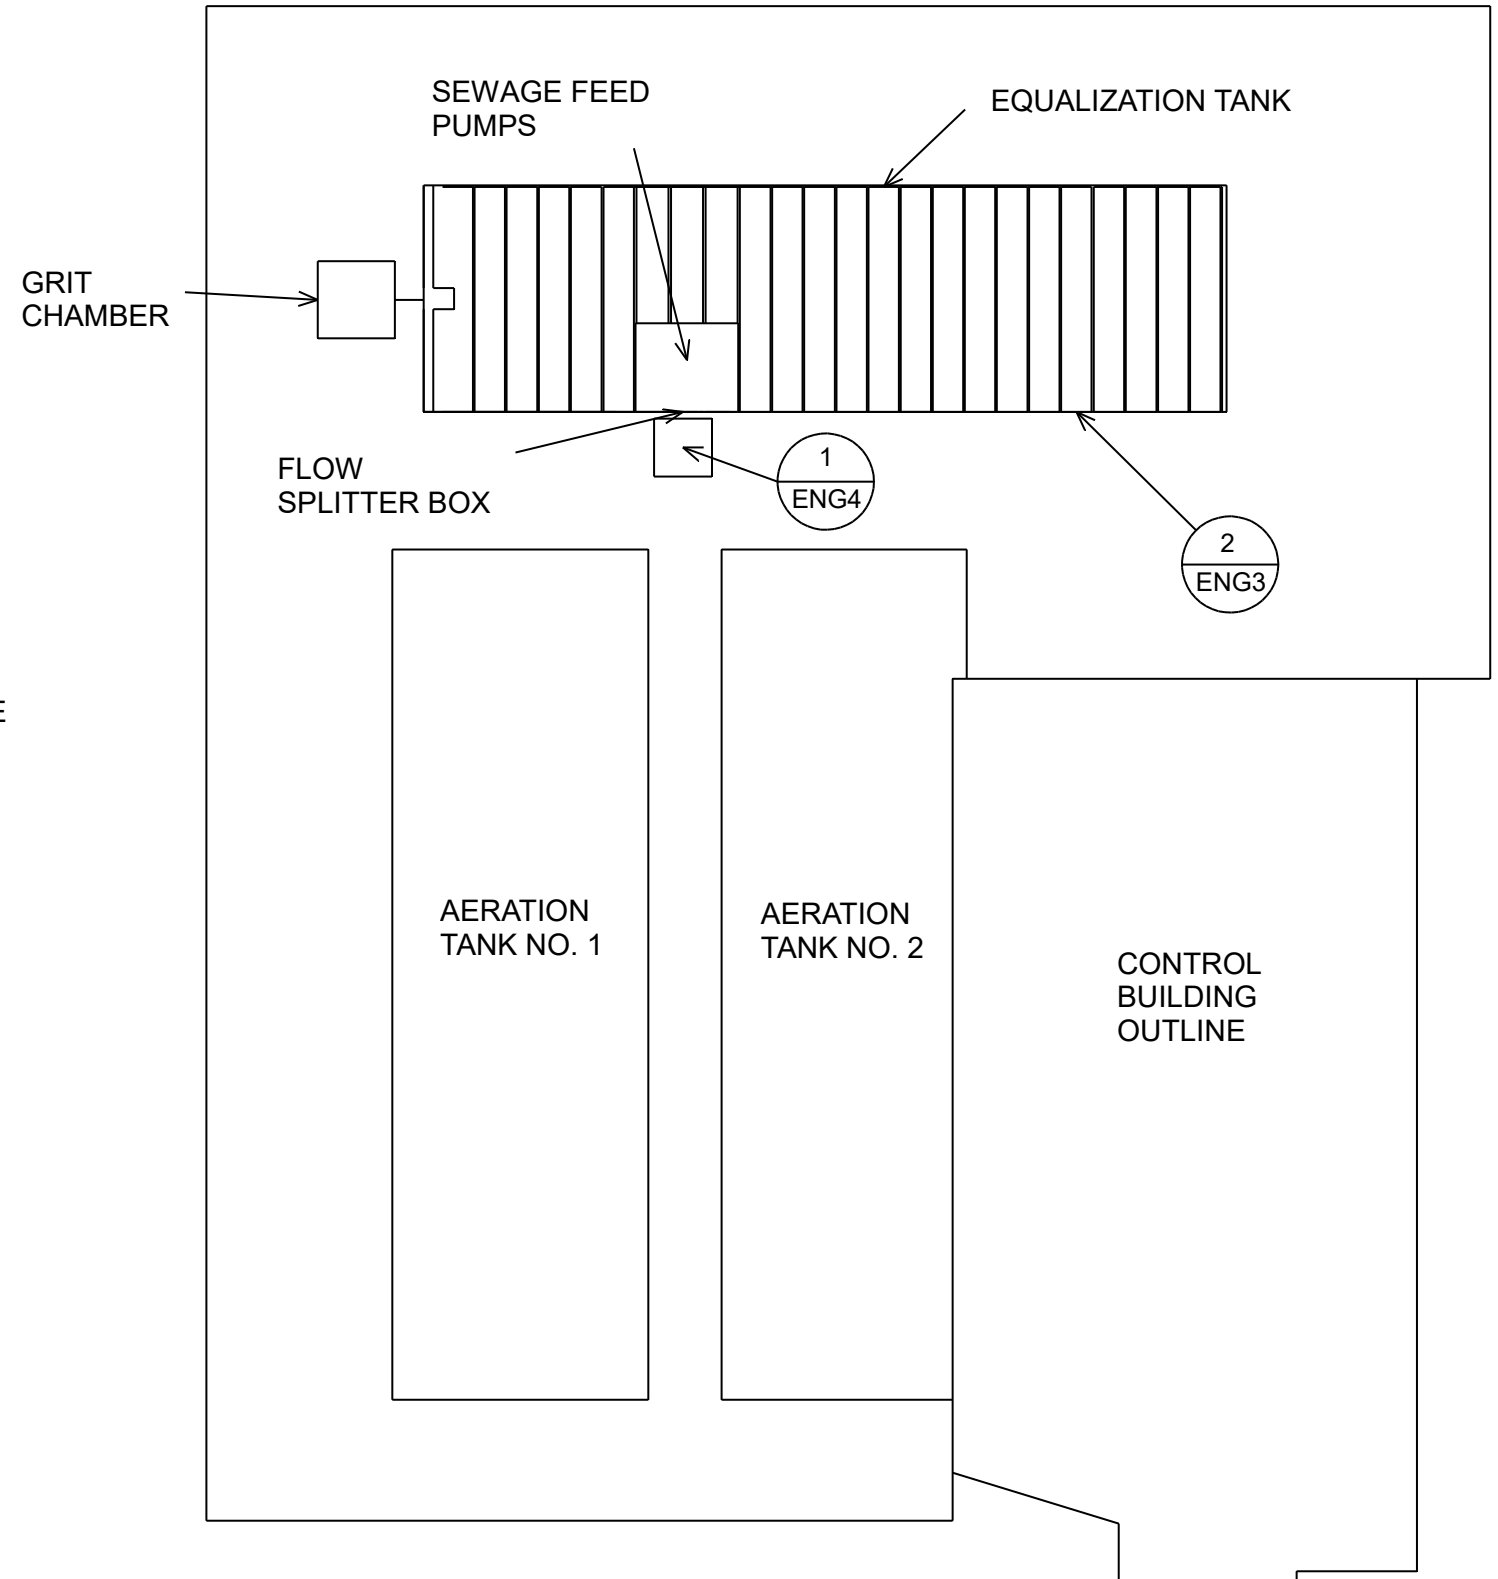 SEWAGE FEED
PUMPS
EQUALIZATION TANK
GRIT
CHAMBER
FLOW
SPLITTER BOX
1
ENG4
2
ENG3
E
AERATION
TANK NO. 1
AERATION
TANK NO. 2
CONTROL
BUILDING
OUTLINE